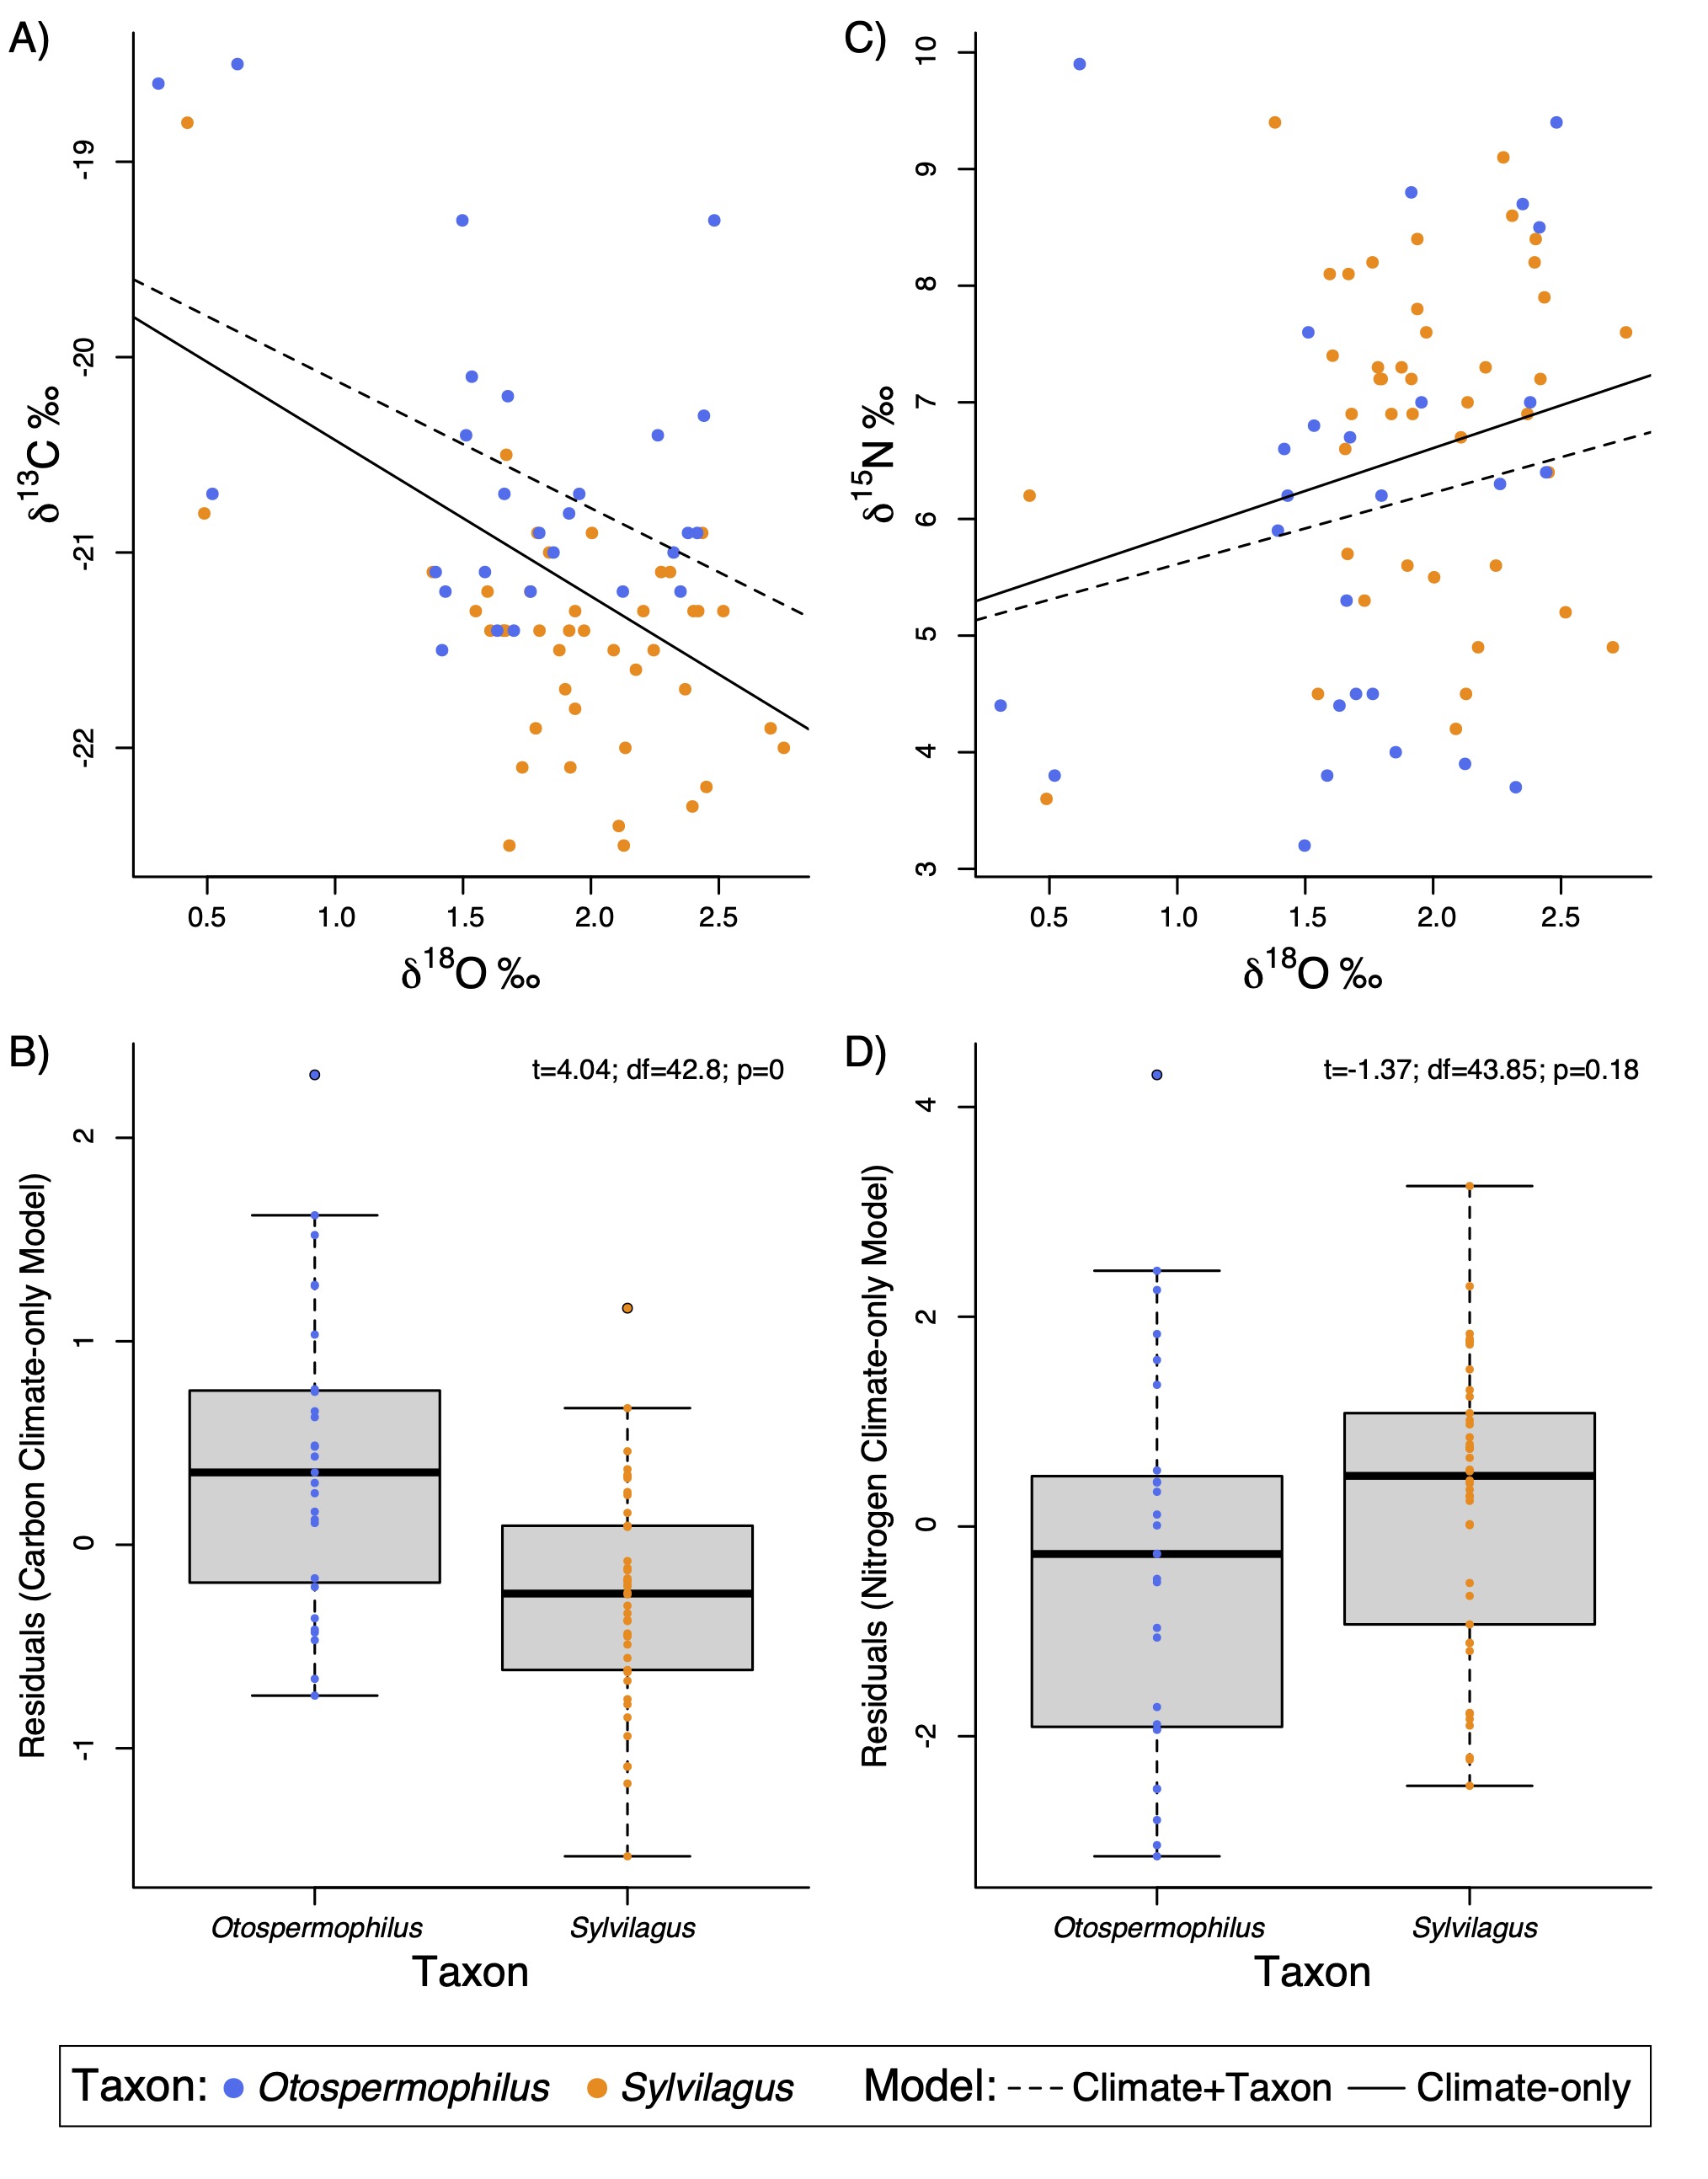 A)
δ13C ‰
-19
-20
-21
-22
0.5 1.0 1.5 2.0 2.5
δ18O ‰
C)
δ15N ‰
10
9
8
7
6
5
4
3
0.5 1.0 1.5 2.0 2.5
δ18O ‰
B)
t=4.04; df=42.8; p=0
Residuals (Carbon Climate-only Model)
2
1
0
-1
Otospermophilus Sylvilagus
Taxon
D)
t=-1.37; df=43.85; p=0.18
Residuals (Nitrogen Climate-only Model)
4
2
0
-2
Otospermophilus Sylvilagus
Taxon
Taxon: Otospermophilus Sylvilagus Model: Climate+Taxon Climate-only